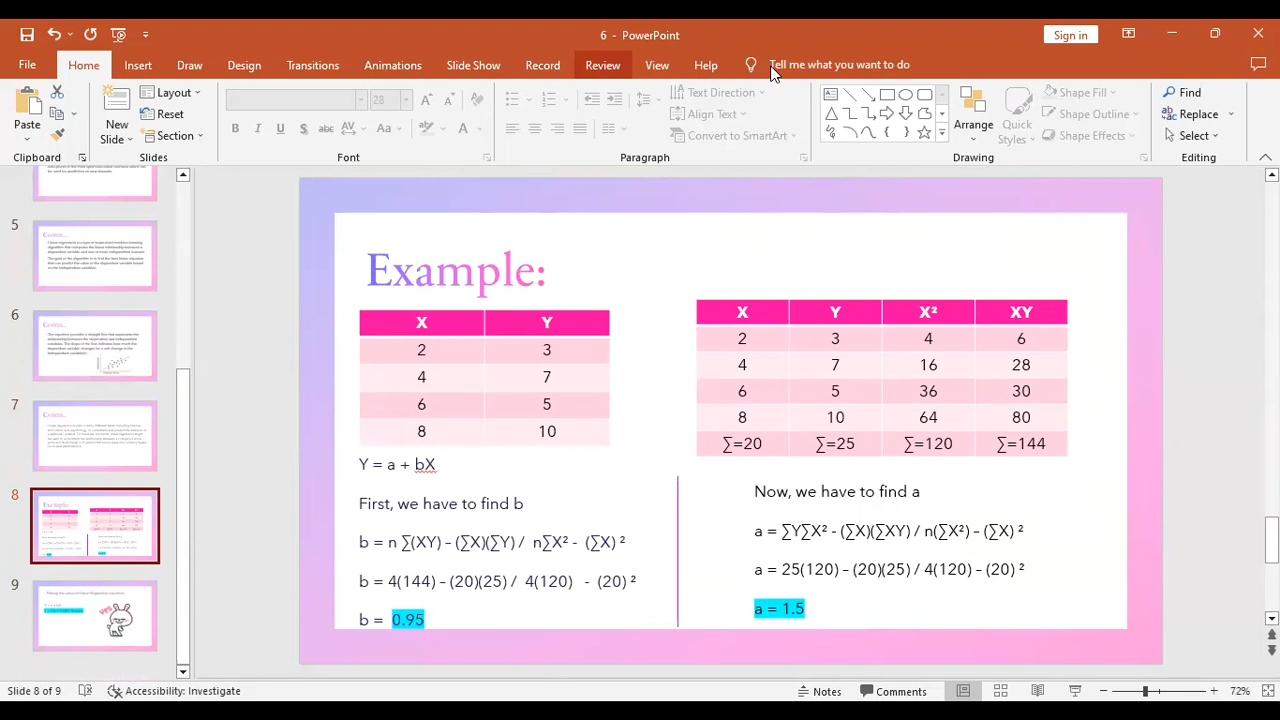 6 - PowerPoint
Sign in
File Home Insert Draw Design Transitions Animations Slide Show Record Review View Help Tell me what you want to do
Paste
Clipboard
New Slide
Layout
Reset
Section
Slides
28
B I U S abc AV Aa A
Font
Text Direction
Align Text
Convert to SmartArt
Paragraph
Arrange
Quick Styles
Shape Fill
Shape Outline
Shape Effects
Drawing
Find
Replace
Select
Editing
5
6
7
8
9
Example:
X Y
2 3
4 7
6 5
8 10
Y = a + bX
First, we have to find b
b = n ∑(XY) – (∑X)(∑Y) / n∑X² - (∑X) ²
b = 4(144) – (20)(25) / 4(120) - (20) ²
b = 0.95
X Y X² XY
2 3 4 6
4 7 16 28
6 5 36 30
8 10 64 80
∑=20 ∑=25 ∑=120 ∑=144
Now, we have to find a
a = ∑Y∑X² - (∑X)(∑XY) / n(∑X²) – (∑X) ²
a = 25(120) – (20)(25) / 4(120) – (20) ²
a = 1.5
Slide 8 of 9 Accessibility: Investigate Notes Comments 72%